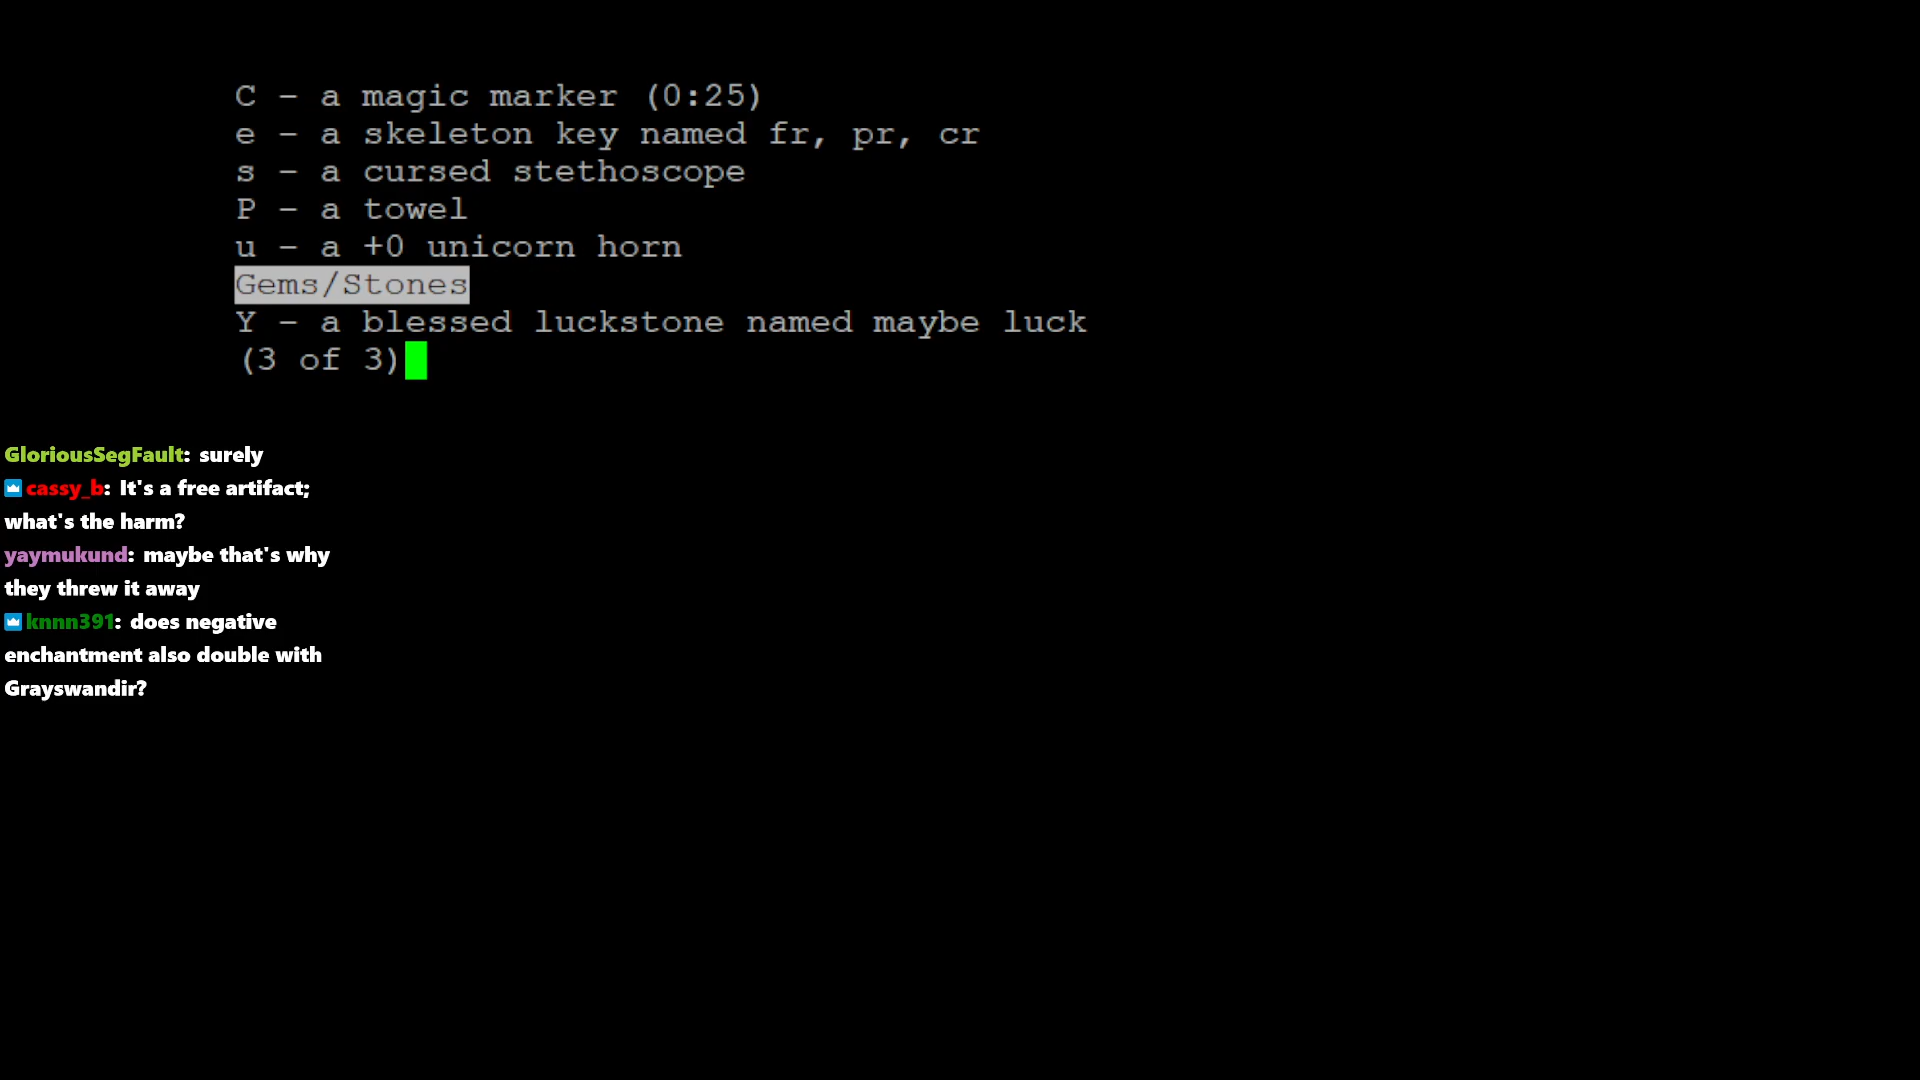 C - a magic marker (0:25)
e - a skeleton key named fr, pr, cr
s - a cursed stethoscope
P - a towel
u - a +0 unicorn horn
Gems/Stones
Y - a blessed luckstone named maybe luck
(3 of 3)
GloriousSegFault: surely
cassy_b: It's a free artifact;
what's the harm?
yaymukund: maybe that's why
they threw it away
knnn391: does negative
enchantment also double with
Grayswandir?